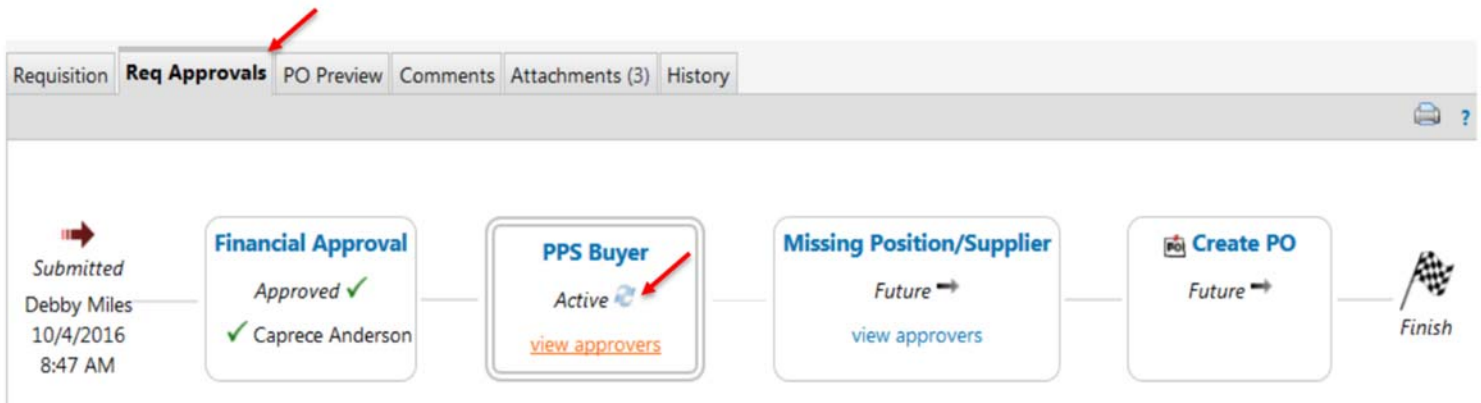 Requisition Req Approvals PO Preview Comments Attachments (3) History
?
Submitted
Debby Miles
10/4/2016
8:47 AM
Financial Approval
Approved ✓
✓ Caprece Anderson
PPS Buyer
Active
view approvers
Missing Position/Supplier
Future
view approvers
PO Create PO
Future
Finish